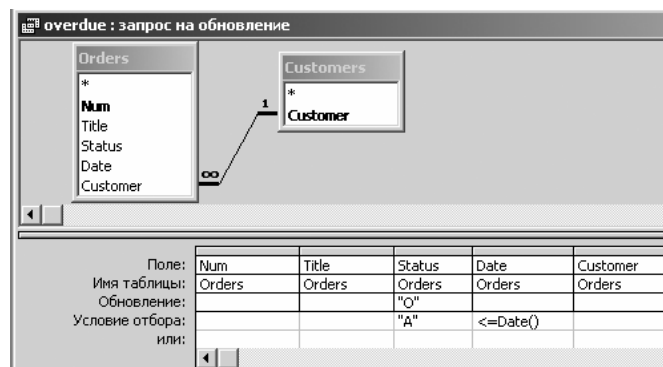 overdue : запрос на обновление
Orders
*
Num
Title
Status
Date
Customer
Customers
*
Customer
1
∞
Поле: Num Title Status Date Customer
Имя таблицы: Orders Orders Orders Orders Orders
Обновление: "O"
Условие отбора: "A" <=Date()
или: